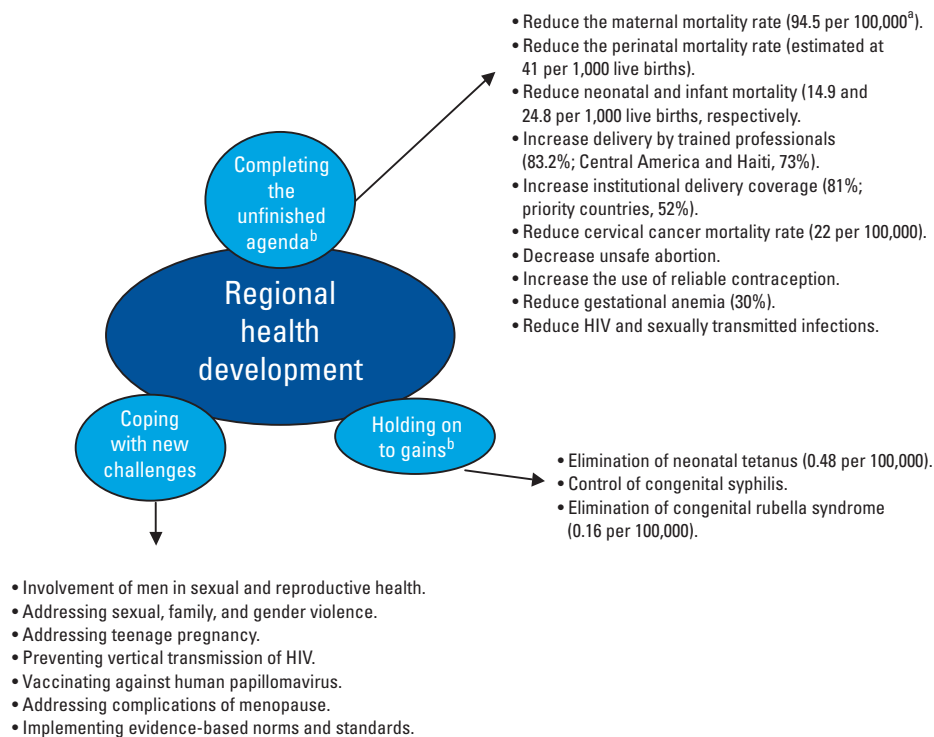 • Reduce the maternal mortality rate (94.5 per 100,000ᵃ).
• Reduce the perinatal mortality rate (estimated at
41 per 1,000 live births).
• Reduce neonatal and infant mortality (14.9 and
24.8 per 1,000 live births, respectively.
• Increase delivery by trained professionals
(83.2%; Central America and Haiti, 73%).
• Increase institutional delivery coverage (81%;
priority countries, 52%).
• Reduce cervical cancer mortality rate (22 per 100,000).
• Decrease unsafe abortion.
• Increase the use of reliable contraception.
• Reduce gestational anemia (30%).
• Reduce HIV and sexually transmitted infections.
Completing
the
unfinished
agendaᵇ
Regional
health
development
Coping
with new
challenges
Holding on
to gainsᵇ
• Elimination of neonatal tetanus (0.48 per 100,000).
• Control of congenital syphilis.
• Elimination of congenital rubella syndrome
(0.16 per 100,000).
• Involvement of men in sexual and reproductive health.
• Addressing sexual, family, and gender violence.
• Addressing teenage pregnancy.
• Preventing vertical transmission of HIV.
• Vaccinating against human papillomavirus.
• Addressing complications of menopause.
• Implementing evidence-based norms and standards.